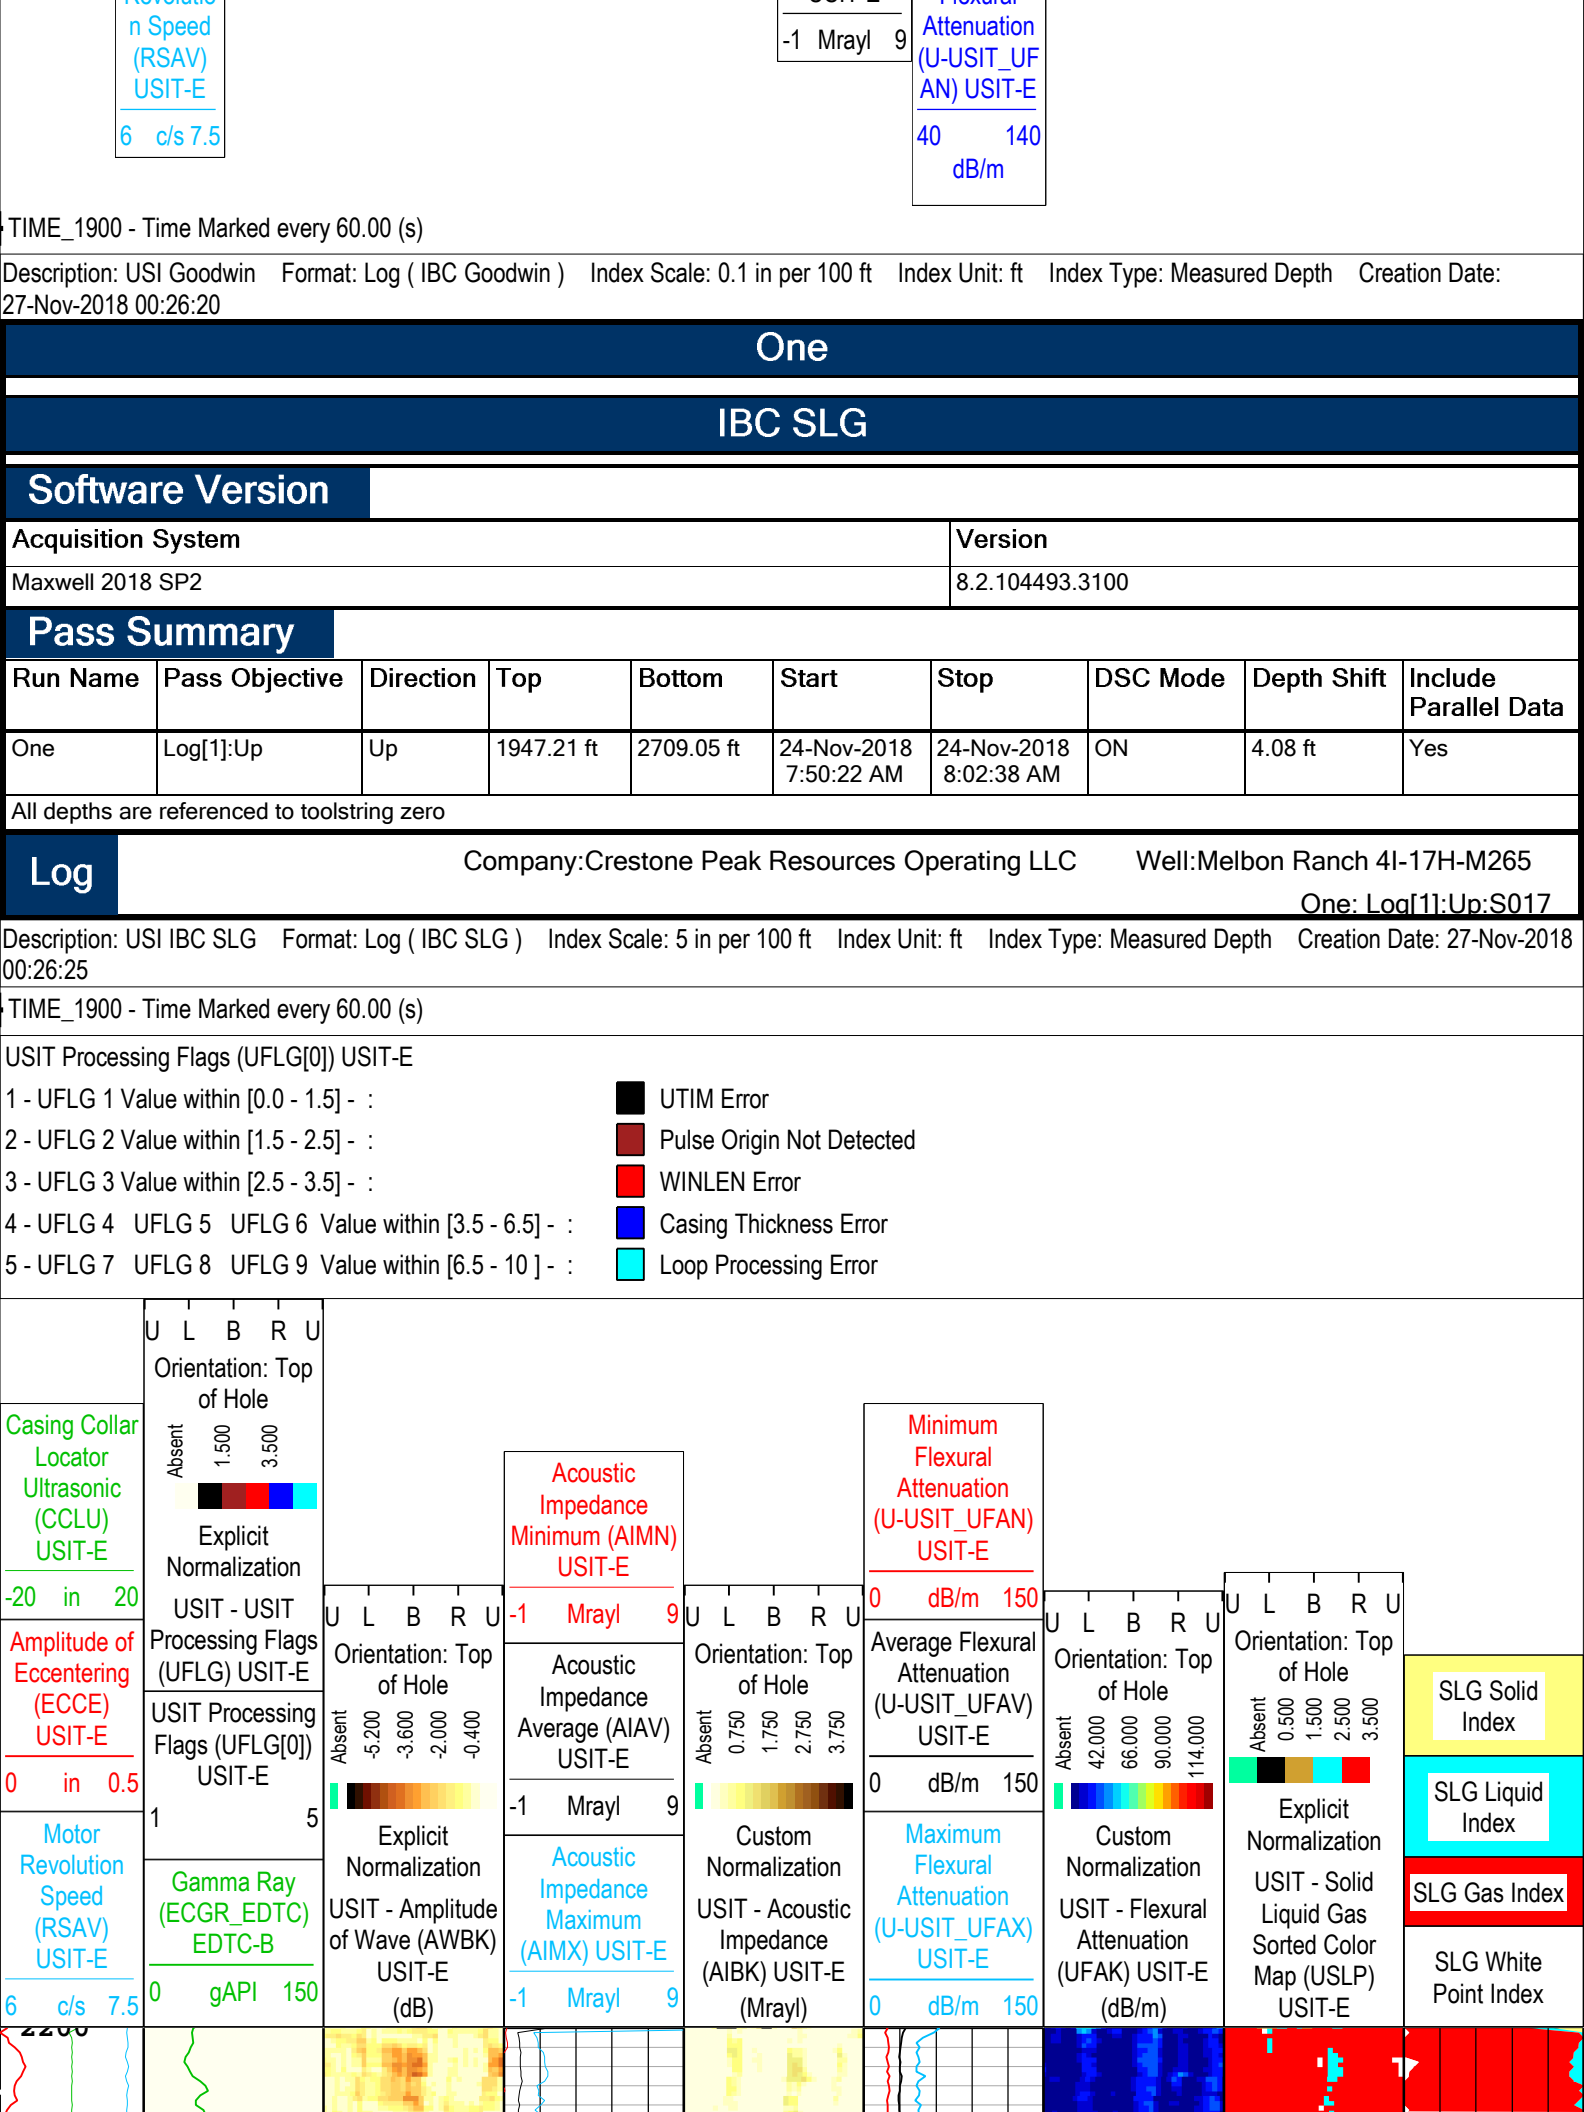 n Speed
(RSAV)
USIT-E
6 c/s 7.5
-1 Mrayl 9
Attenuation
(U-USIT_UF
AN) USIT-E
40 140
dB/m
TIME_1900 - Time Marked every 60.00 (s)
Description: USI Goodwin Format: Log ( IBC Goodwin ) Index Scale: 0.1 in per 100 ft Index Unit: ft Index Type: Measured Depth Creation Date:
27-Nov-2018 00:26:20
One
IBC SLG
Software Version
Acquisition System Version
Maxwell 2018 SP2 8.2.104493.3100
Pass Summary
Run Name Pass Objective Direction Top Bottom Start Stop DSC Mode Depth Shift Include
Parallel Data
One Log[1]:Up Up 1947.21 ft 2709.05 ft 24-Nov-2018 24-Nov-2018 ON 4.08 ft Yes
7:50:22 AM 8:02:38 AM
All depths are referenced to toolstring zero
Log
Company:Crestone Peak Resources Operating LLC Well:Melbon Ranch 4I-17H-M265
One: Log[1]:Up:S017
Description: USI IBC SLG Format: Log ( IBC SLG ) Index Scale: 5 in per 100 ft Index Unit: ft Index Type: Measured Depth Creation Date: 27-Nov-2018
00:26:25
TIME_1900 - Time Marked every 60.00 (s)
USIT Processing Flags (UFLG[0]) USIT-E
1 - UFLG 1 Value within [0.0 - 1.5] - : UTIM Error
2 - UFLG 2 Value within [1.5 - 2.5] - : Pulse Origin Not Detected
3 - UFLG 3 Value within [2.5 - 3.5] - : WINLEN Error
4 - UFLG 4 UFLG 5 UFLG 6 Value within [3.5 - 6.5] - : Casing Thickness Error
5 - UFLG 7 UFLG 8 UFLG 9 Value within [6.5 - 10 ] - : Loop Processing Error
Casing Collar
Locator
Ultrasonic
(CCLU)
USIT-E
-20 in 20
Amplitude of
Eccentering
(ECCE)
USIT-E
0 in 0.5
Motor
Revolution
Speed
(RSAV)
USIT-E
6 c/s 7.5
U L B R U
Orientation: Top
of Hole
Absent 1.500 3.500
Explicit
Normalization
USIT - USIT
Processing Flags
(UFLG) USIT-E
USIT Processing
Flags (UFLG[0])
USIT-E
1 5
Gamma Ray
(ECGR_EDTC)
EDTC-B
0 gAPI 150
U L B R U
Orientation: Top
of Hole
Absent -5.200 -3.600 -2.000 -0.400
Explicit
Normalization
USIT - Amplitude
of Wave (AWBK)
USIT-E
(dB)
Acoustic
Impedance
Minimum (AIMN)
USIT-E
-1 Mrayl 9
Acoustic
Impedance
Average (AIAV)
USIT-E
-1 Mrayl 9
Acoustic
Impedance
Maximum
(AIMX) USIT-E
-1 Mrayl 9
U L B R U
Orientation: Top
of Hole
Absent 0.750 1.750 2.750 3.750
Custom
Normalization
USIT - Acoustic
Impedance
(AIBK) USIT-E
(Mrayl)
Minimum
Flexural
Attenuation
(U-USIT_UFAN)
USIT-E
0 dB/m 150
Average Flexural
Attenuation
(U-USIT_UFAV)
USIT-E
0 dB/m 150
Maximum
Flexural
Attenuation
(U-USIT_UFAX)
USIT-E
0 dB/m 150
U L B R U
Orientation: Top
of Hole
Absent 42.000 66.000 90.000 114.000
Custom
Normalization
USIT - Flexural
Attenuation
(UFAK) USIT-E
(dB/m)
U L B R U
Orientation: Top
of Hole
Absent 0.500 1.500 2.500 3.500
Explicit
Normalization
USIT - Solid
Liquid Gas
Sorted Color
Map (USLP)
USIT-E
SLG Solid
Index
SLG Liquid
Index
SLG Gas Index
SLG White
Point Index
2200